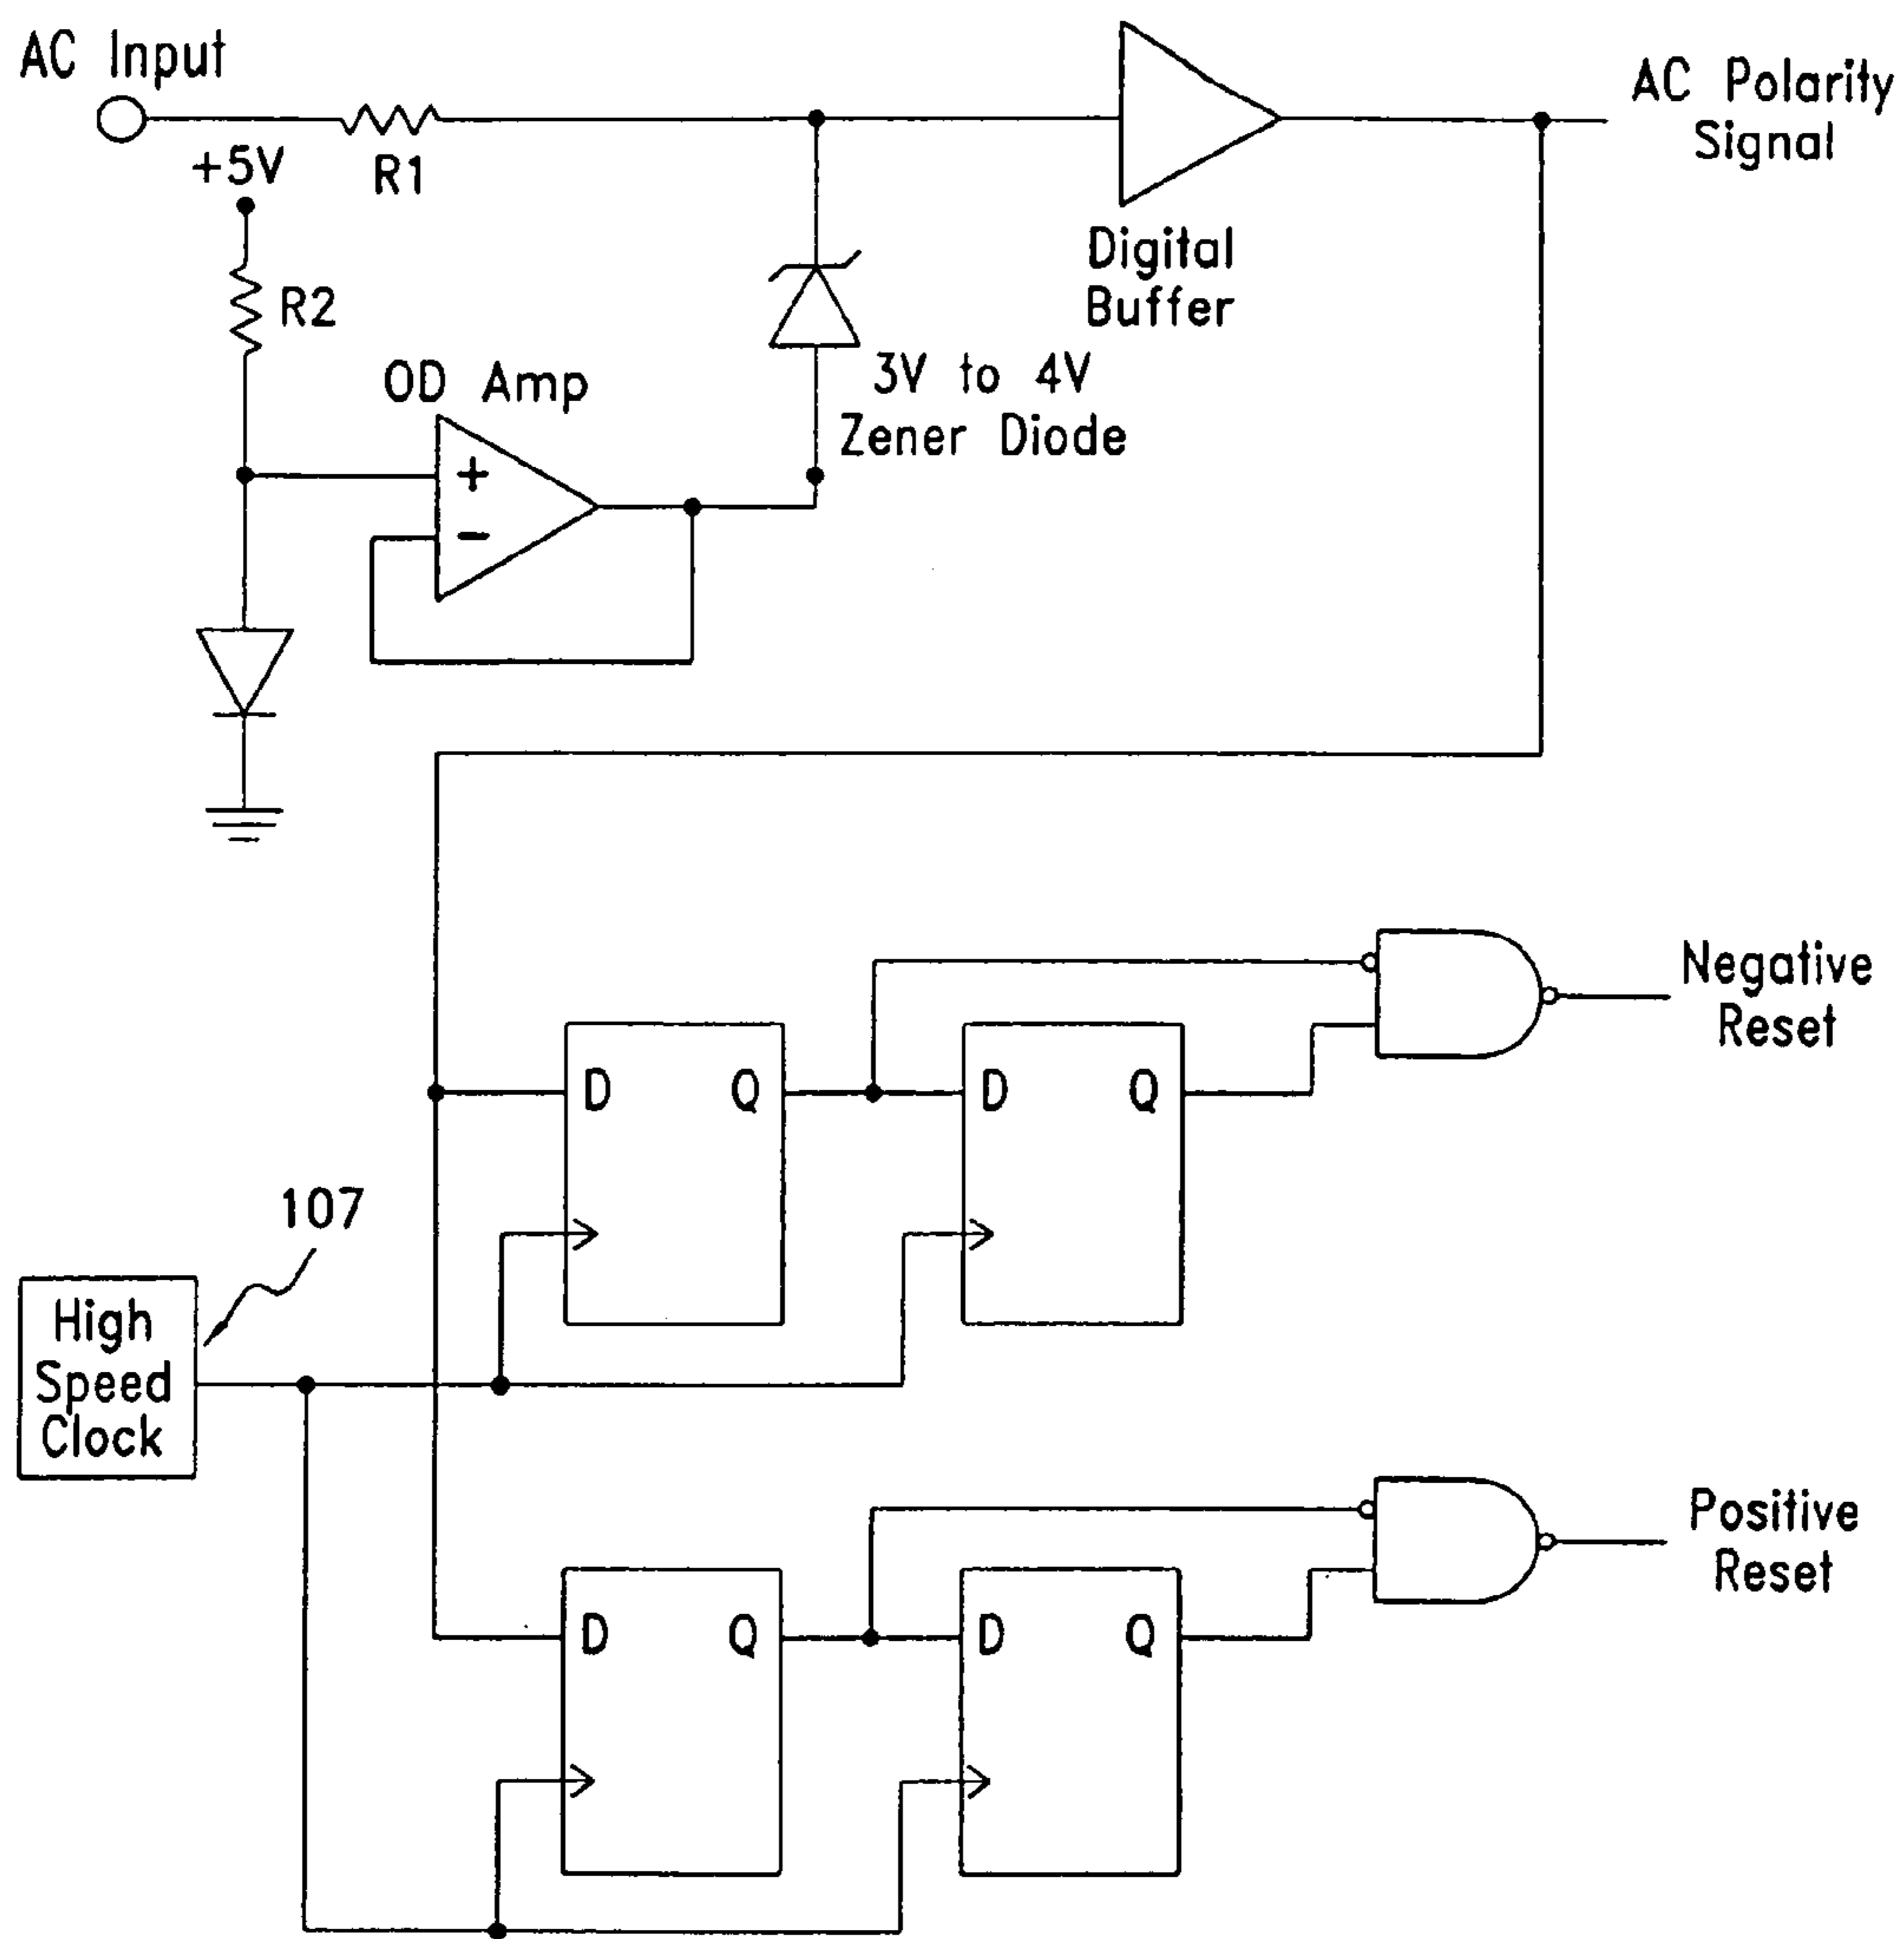 AC Input
R1
+5V
R2
OD Amp
+
−
3V to 4V
Zener Diode
Digital
Buffer
AC Polarity
Signal
D Q
D Q
Negative
Reset
107
High
Speed
Clock
D Q
D Q
Positive
Reset